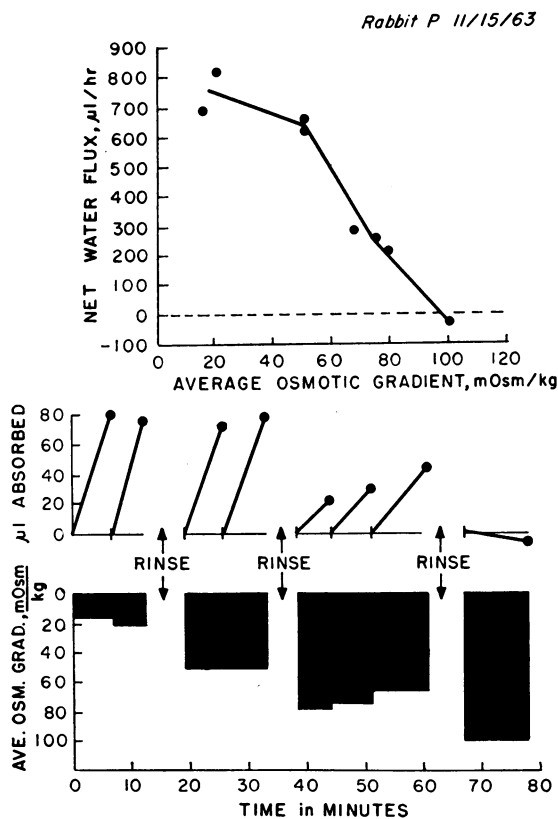 Rabbit P 11/15/63
NET WATER FLUX, µl/hr
900
800
700
600
500
400
300
200
100
0
-100
0 20 40 60 80 100 120
AVERAGE OSMOTIC GRADIENT, mOsm/kg
µl ABSORBED
80
60
40
20
0
RINSE RINSE RINSE
AVE. OSM. GRAD., mOsm/kg
0
20
40
60
80
100
0 10 20 30 40 50 60 70 80
TIME in MINUTES